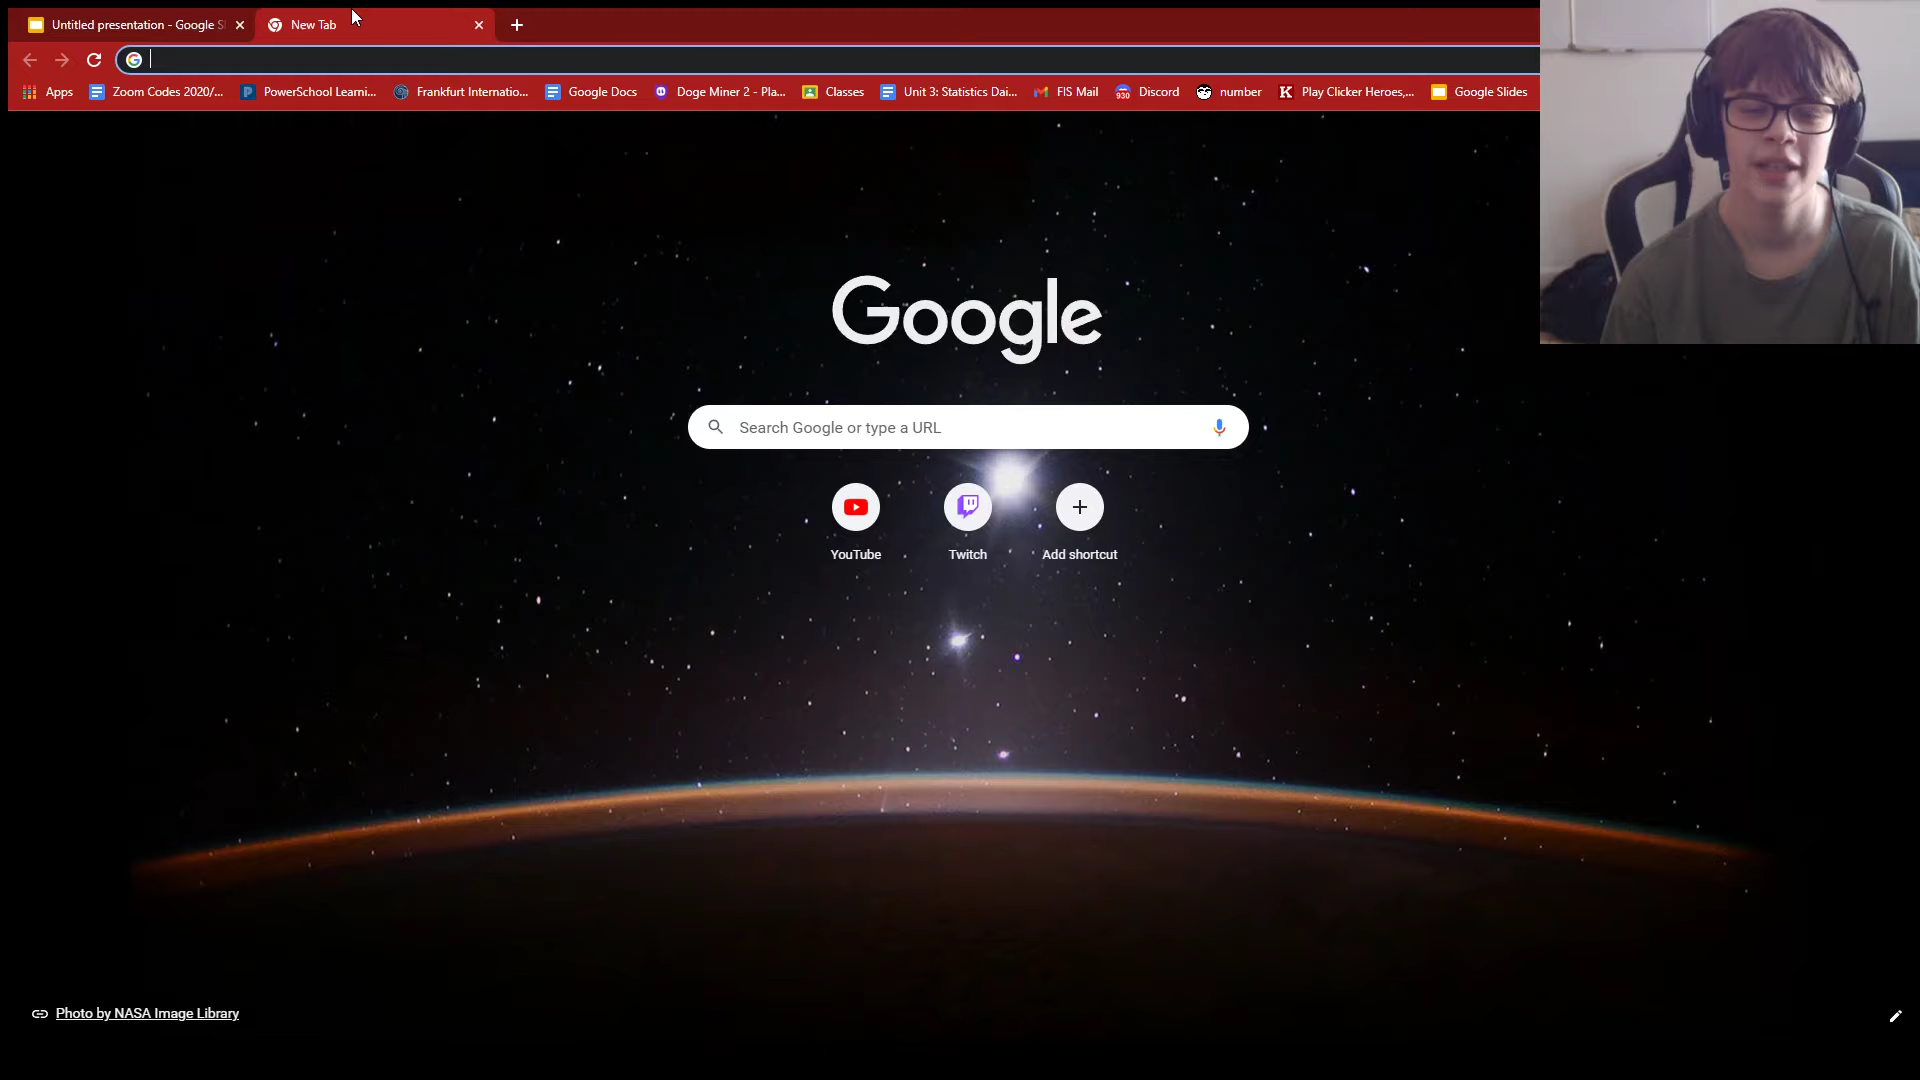 Untitled presentation - Google Sl
New Tab
Apps
Zoom Codes 2020/...
PowerSchool Learni...
Frankfurt Internatio...
Google Docs
Doge Miner 2 - Pla...
Classes
Unit 3: Statistics Dai...
FIS Mail
930
Discord
number
K
Play Clicker Heroes,...
Google Slides
Google
Search Google or type a URL
YouTube
Twitch
Add shortcut
Photo by NASA Image Library